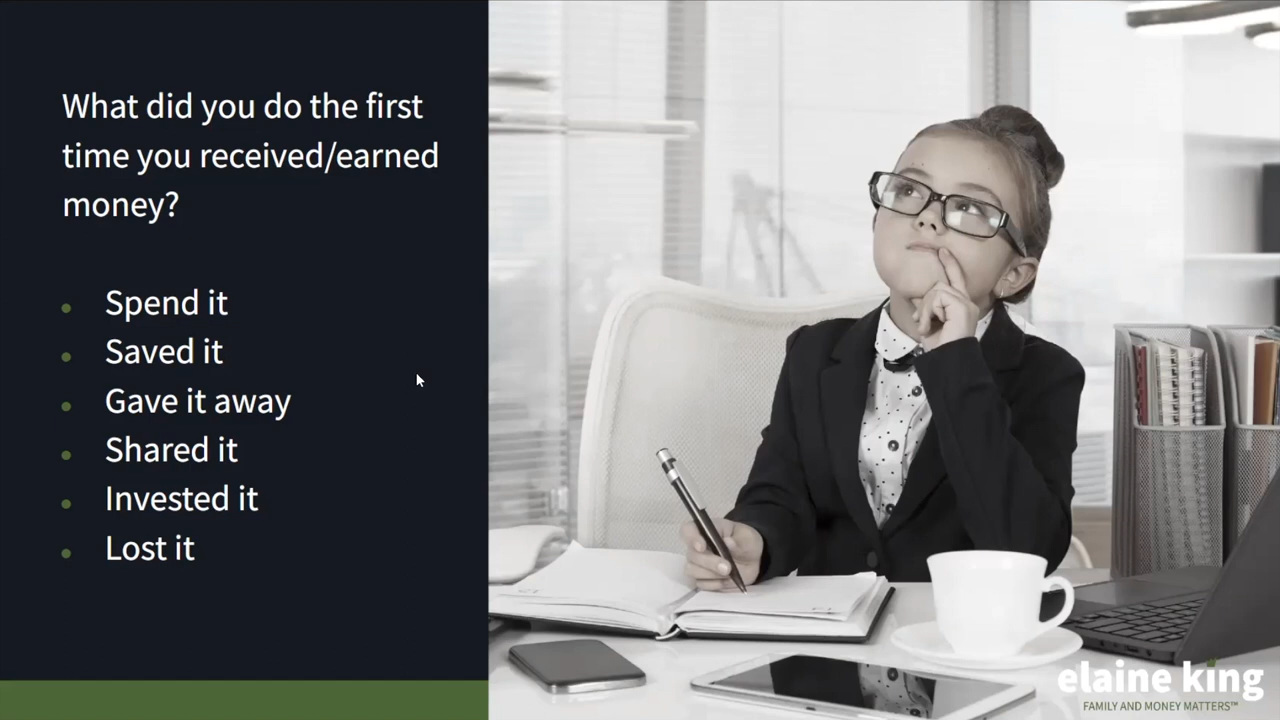 What did you do the first
time you received/earned
money?
Spend it
Saved it
Gave it away
Shared it
Invested it
Lost it
elaine king
FAMILY AND MONEY MATTERS™